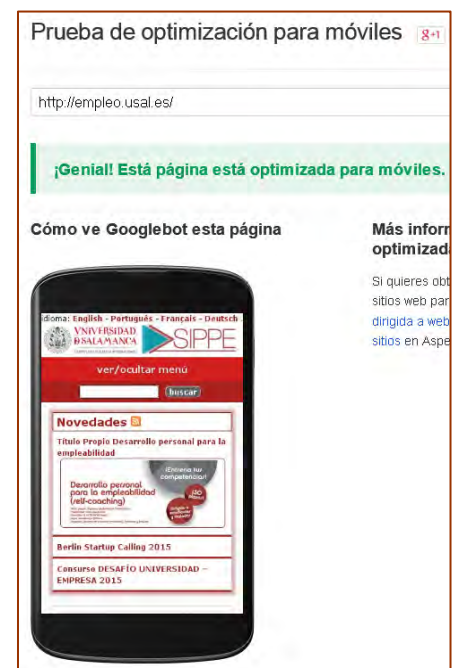 Prueba de optimización para móviles
g+1
http://empleo.usal.es/
¡Genial! Está página está optimizada para móviles.
Cómo ve Googlebot esta página
idioma: English - Português - Français - Deutsch
VNIVERSIDAD
D SALAMANCA
SIPPE
ver/ocultar menú
buscar
Novedades
Título Propio Desarrollo personal para la
empleabilidad
¡Entrena tus
competencias!
Desarrollo personal
para la empleabilidad
(self-coaching)
Berlin Startup Calling 2015
Concurso DESAFÍO UNIVERSIDAD –
EMPRESA 2015
Más inform
optimizada
Si quieres obt
sitios web par
dirigida a web
sitios en Aspe